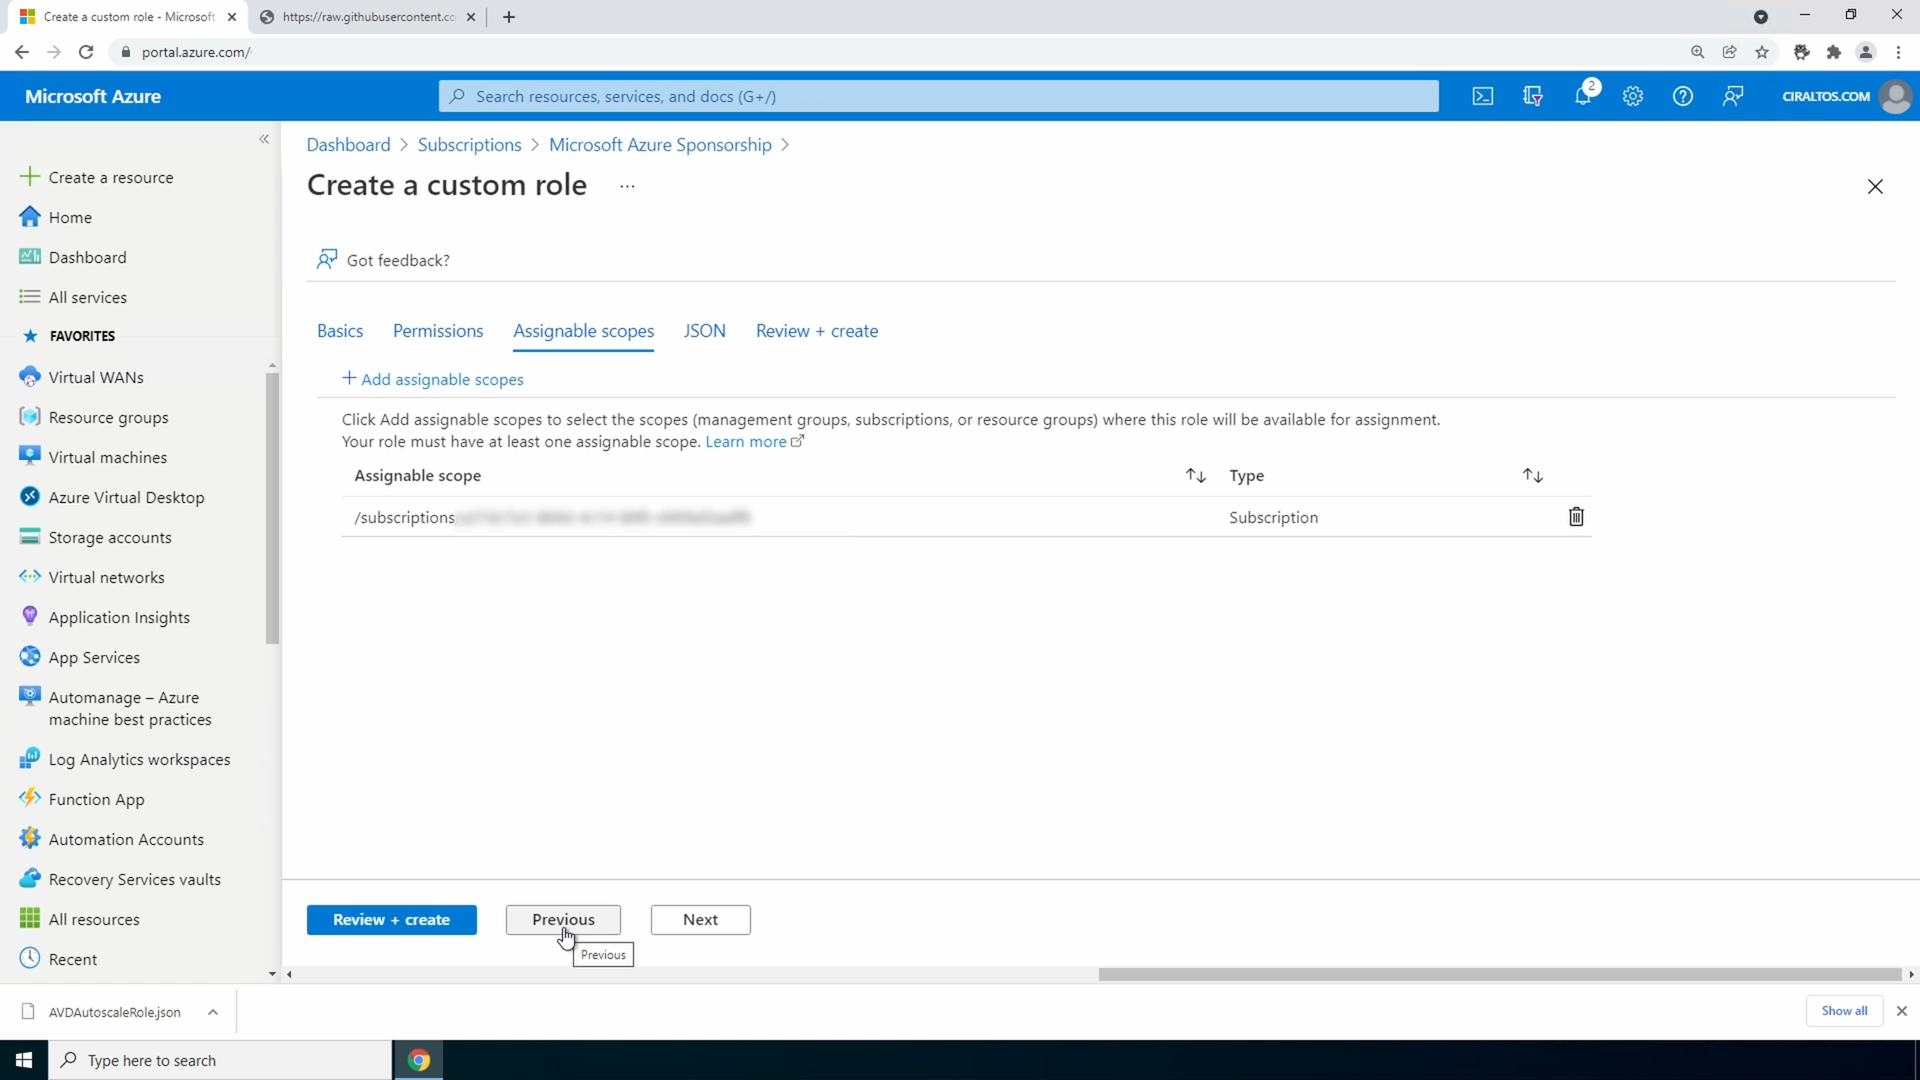 Create a custom role - Microsoft
https://raw.githubusercontent.co
portal.azure.com/
Microsoft Azure
Search resources, services, and docs (G+/)
2
CIRALTOS.COM
Create a resource
Home
Dashboard
All services
FAVORITES
Virtual WANs
Resource groups
Virtual machines
Azure Virtual Desktop
Storage accounts
Virtual networks
Application Insights
App Services
Automanage – Azure
machine best practices
Log Analytics workspaces
Function App
Automation Accounts
Recovery Services vaults
All resources
Recent
Dashboard > Subscriptions > Microsoft Azure Sponsorship >
Create a custom role ...
Got feedback?
Basics Permissions Assignable scopes JSON Review + create
+ Add assignable scopes
Click Add assignable scopes to select the scopes (management groups, subscriptions, or resource groups) where this role will be available for assignment.
Your role must have at least one assignable scope. Learn more
Assignable scope Type
/subscriptions Subscription
Review + create Previous Next
Previous
AVDAutoscaleRole.json
Show all
Type here to search